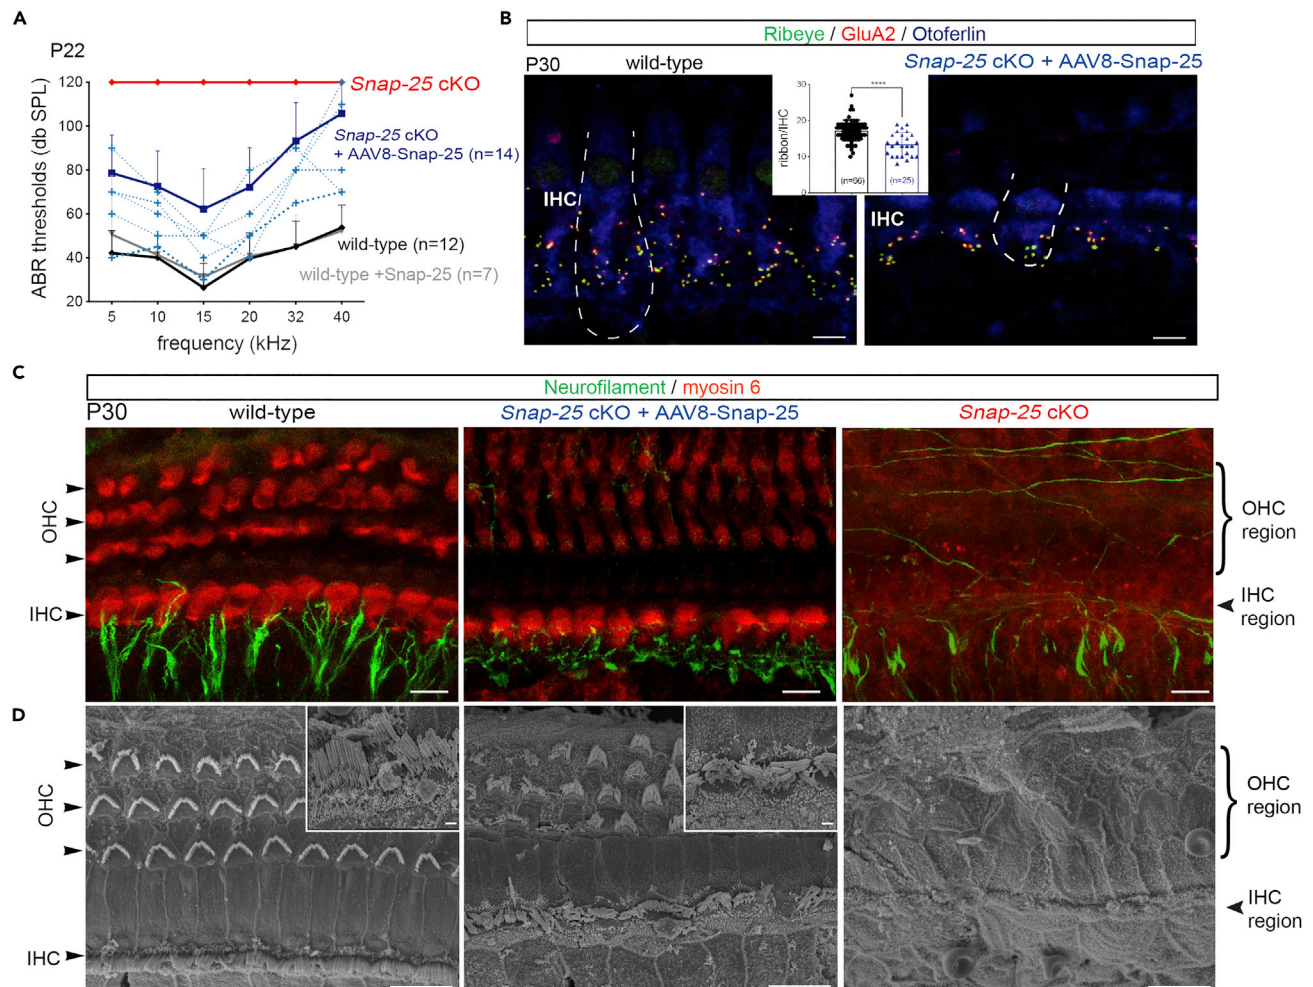 A
P22
ABR thresholds (db SPL)
120
100
80
60
40
20
Snap-25 cKO
Snap-25 cKO
+ AAV8-Snap-25 (n=14)
wild-type (n=12)
wild-type +Snap-25 (n=7)
5 10 15 20 32 40
frequency (kHz)
B
Ribeye / GluA2 / Otoferlin
P30 wild-type
Snap-25 cKO + AAV8-Snap-25
IHC
ribbon/IHC
30
20
10
0
****
(n=66) (n=25)
IHC
C
Neurofilament / myosin 6
P30 wild-type
Snap-25 cKO + AAV8-Snap-25
Snap-25 cKO
OHC
IHC
OHC
region
IHC
region
D
OHC
IHC
OHC
region
IHC
region